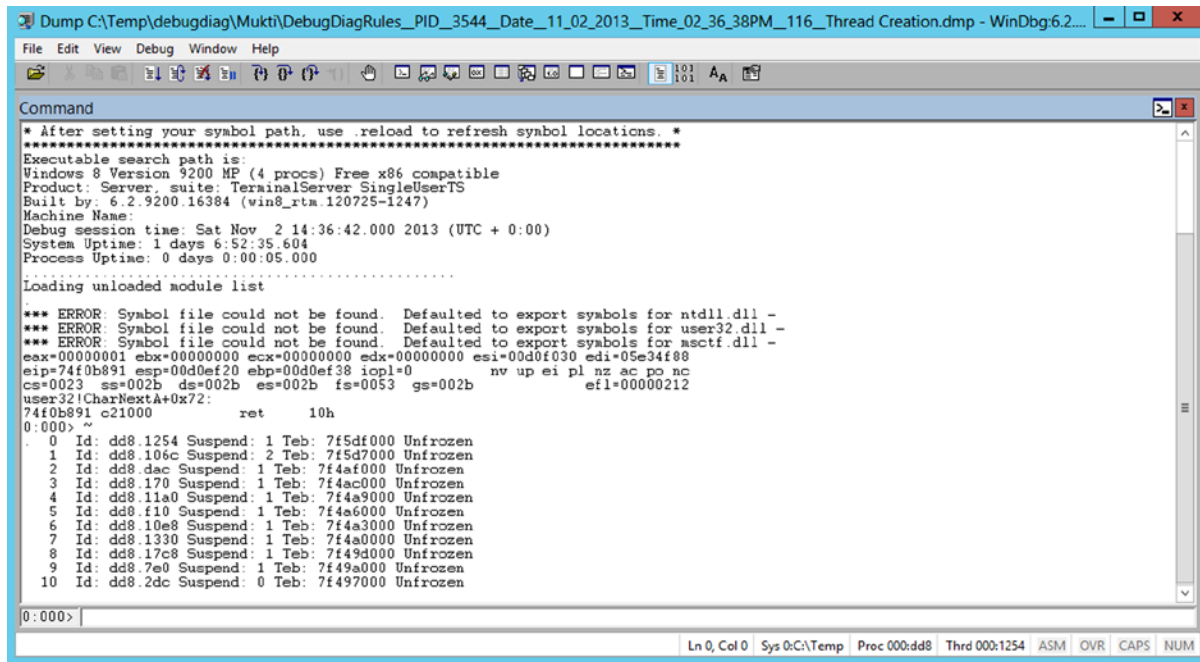 Dump C:\Temp\debugdiag\Mukti\DebugDiagRules__PID__3544__Date__11_02_2013__Time_02_36_38PM__116__Thread Creation.dmp - WinDbg:6.2....
File Edit View Debug Window Help
Command
* After setting your symbol path, use .reload to refresh symbol locations. *
****************************************************************************
Executable search path is:
Windows 8 Version 9200 MP (4 procs) Free x86 compatible
Product: Server, suite: TerminalServer SingleUserTS
Built by: 6.2.9200.16384 (win8_rtm.120725-1247)
Machine Name:
Debug session time: Sat Nov  2 14:36:42.000 2013 (UTC + 0:00)
System Uptime: 1 days 6:52:35.604
Process Uptime: 0 days 0:00:05.000
................................................
Loading unloaded module list
.
*** ERROR: Symbol file could not be found.  Defaulted to export symbols for ntdll.dll -
*** ERROR: Symbol file could not be found.  Defaulted to export symbols for user32.dll -
*** ERROR: Symbol file could not be found.  Defaulted to export symbols for msctf.dll -
eax=00000001 ebx=00000000 ecx=00000000 edx=00000000 esi=00d0f030 edi=05e34f88
eip=74f0b891 esp=00d0ef20 ebp=00d0ef38 iopl=0         nv up ei pl nz ac po nc
cs=0023  ss=002b  ds=002b  es=002b  fs=0053  gs=002b             efl=00000212
user32!CharNextA+0x72:
74f0b891 c21000          ret     10h
0:000> ~
.  0  Id: dd8.1254 Suspend: 1 Teb: 7f5df000 Unfrozen
   1  Id: dd8.106c Suspend: 2 Teb: 7f5d7000 Unfrozen
   2  Id: dd8.dac Suspend: 1 Teb: 7f4af000 Unfrozen
   3  Id: dd8.170 Suspend: 1 Teb: 7f4ac000 Unfrozen
   4  Id: dd8.11a0 Suspend: 1 Teb: 7f4a9000 Unfrozen
   5  Id: dd8.f10 Suspend: 1 Teb: 7f4a6000 Unfrozen
   6  Id: dd8.10e8 Suspend: 1 Teb: 7f4a3000 Unfrozen
   7  Id: dd8.1330 Suspend: 1 Teb: 7f4a0000 Unfrozen
   8  Id: dd8.17c8 Suspend: 1 Teb: 7f49d000 Unfrozen
   9  Id: dd8.7e0 Suspend: 1 Teb: 7f49a000 Unfrozen
  10  Id: dd8.2dc Suspend: 0 Teb: 7f497000 Unfrozen
0:000>
Ln 0, Col 0 Sys 0:C:\Temp Proc 000:dd8 Thrd 000:1254 ASM OVR CAPS NUM